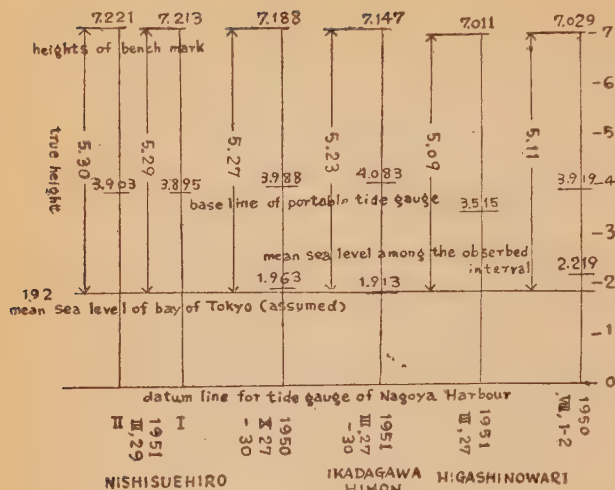 7.221 7.213 7.188 7.147 7.011 7.029
7
heights of bench mark
6
5
true height
5.30 5.29 5.27 5.23 5.09 5.11
3.903 3.895 3.988 4.083 3.919
4
base line of portable tide gauge
3.515
3
mean sea level among the observed
interval
1.963 1.913 2.219
2
1.92
mean sea level of bay of Tokyo (assumed)
1
0
datum line for tide gauge of Nagoya Harbour
II
1951
III, 29
I
1950
X 27
-30
1951
III, 27
-30
1951
III, 27
1950
VIII, 1-2
NISHISUEHIRO
IKADAGAWA
HIMON
HIGASHINOWARI